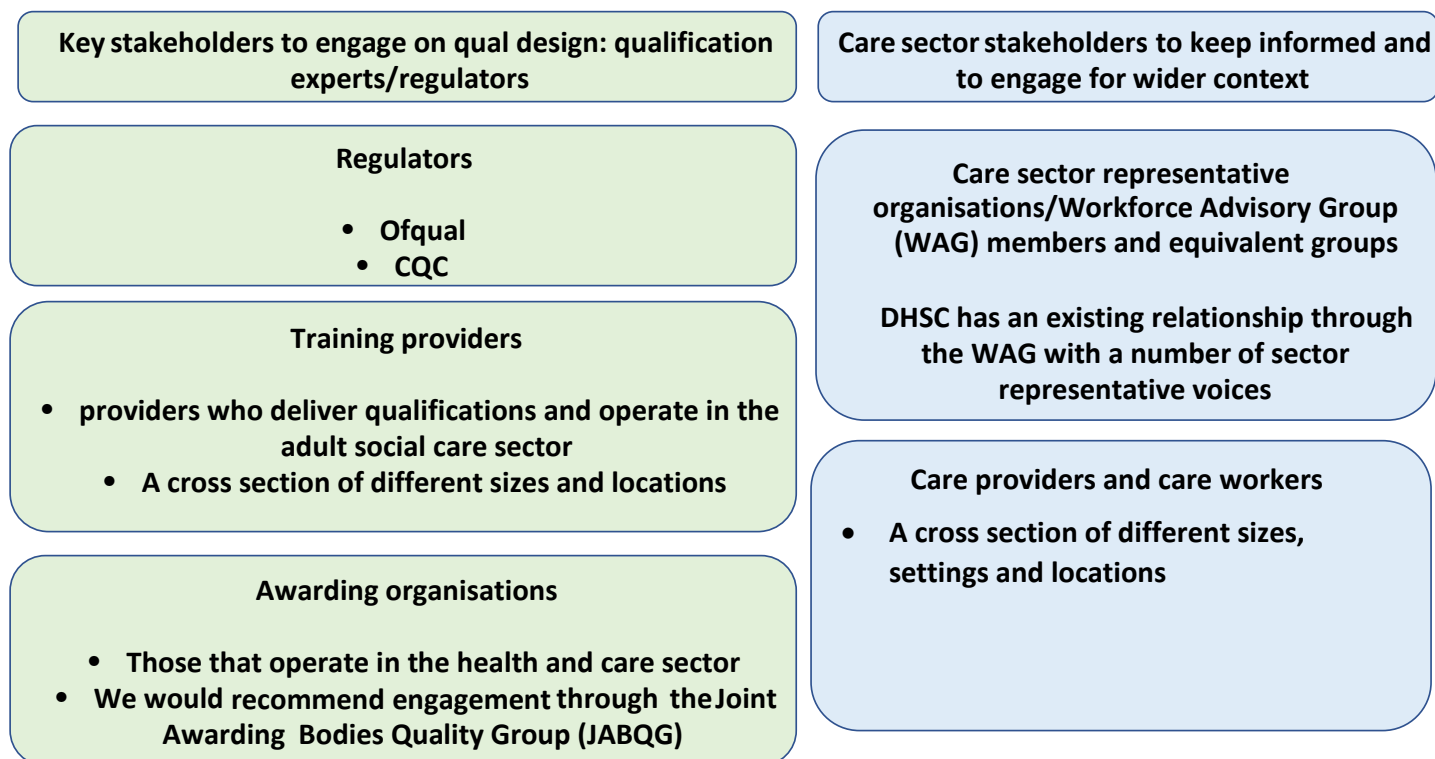 Key stakeholders to engage on qual design: qualification
experts/regulators
Regulators
• Ofqual
• CQC
Training providers
• providers who deliver qualifications and operate in the
adult social care sector
• A cross section of different sizes and locations
Awarding organisations
• Those that operate in the health and care sector
• We would recommend engagement through the Joint
Awarding Bodies Quality Group (JABQG)
Care sector stakeholders to keep informed and
to engage for wider context
Care sector representative
organisations/Workforce Advisory Group
(WAG) members and equivalent groups
DHSC has an existing relationship through
the WAG with a number of sector
representative voices
Care providers and care workers
• A cross section of different sizes,
settings and locations